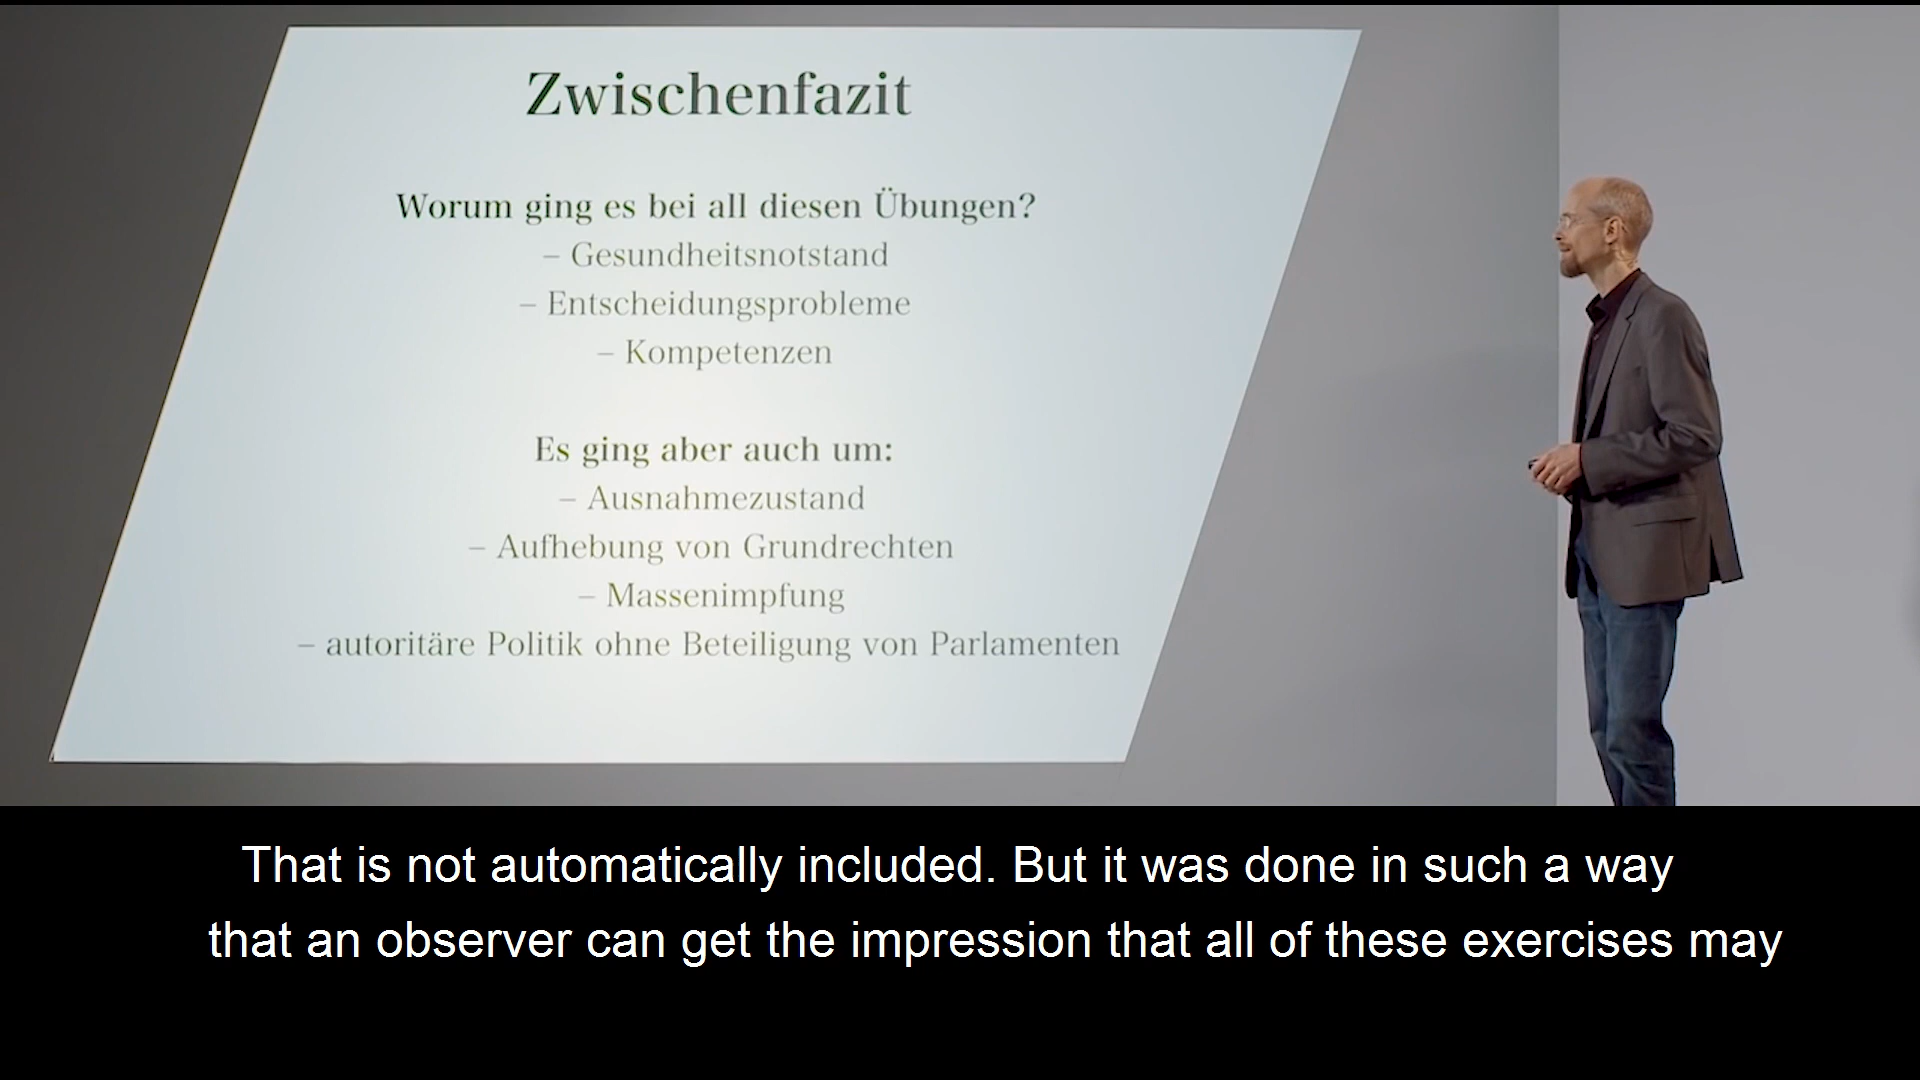 Zwischenfazit
Worum ging es bei all diesen Übungen?
– Gesundheitsnotstand
– Entscheidungsprobleme
– Kompetenzen
Es ging aber auch um:
– Ausnahmezustand
– Aufhebung von Grundrechten
– Massenimpfung
– autoritäre Politik ohne Beteiligung von Parlamenten
That is not automatically included. But it was done in such a way
that an observer can get the impression that all of these exercises may